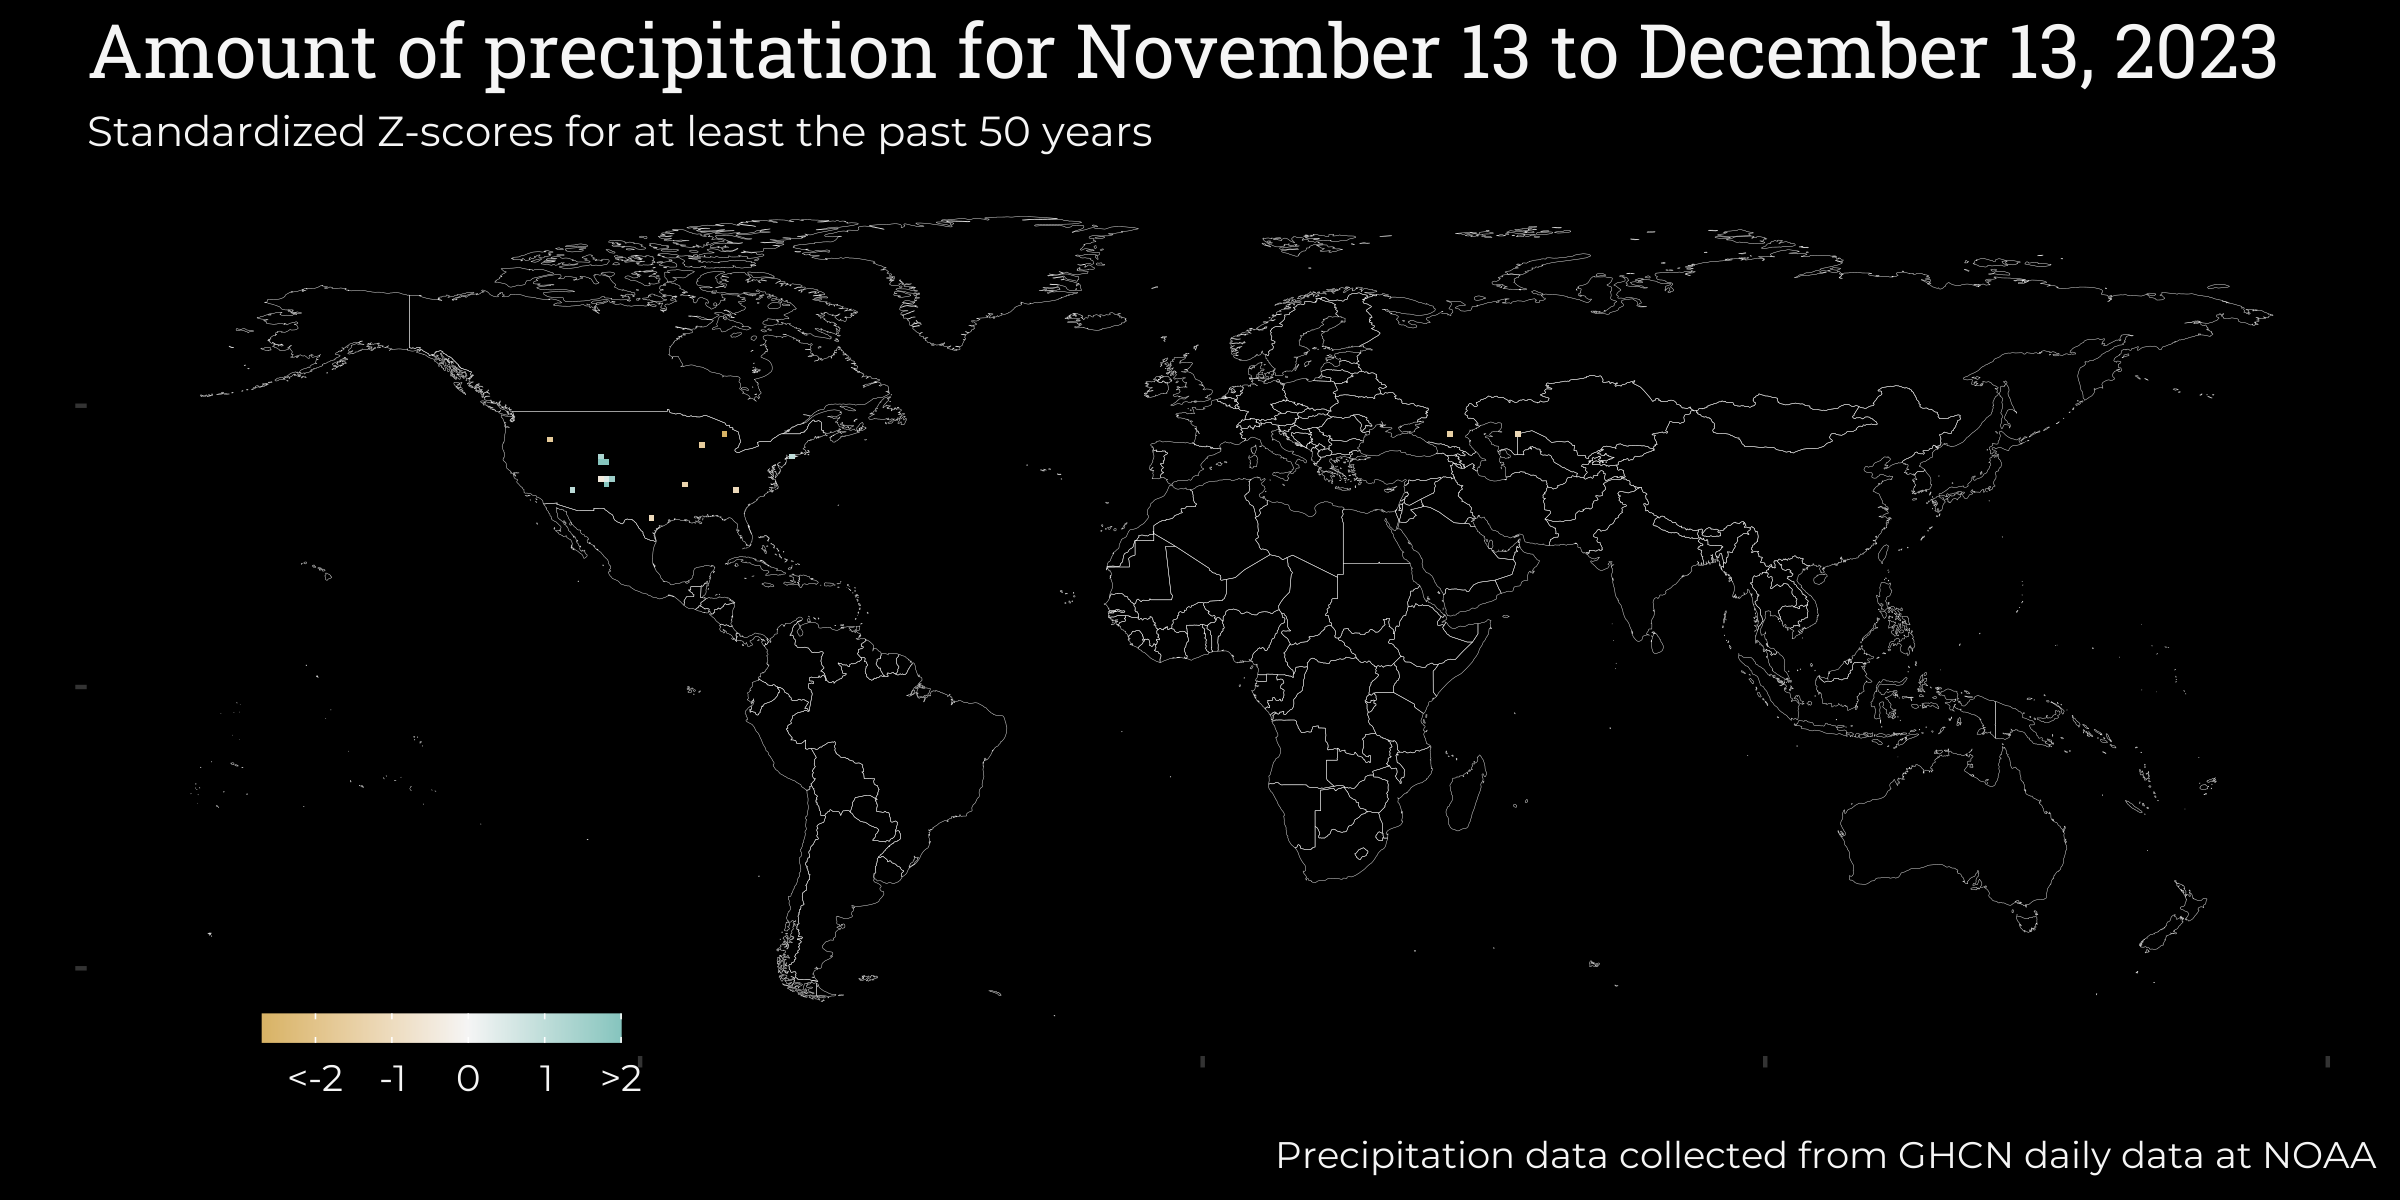 Amount of precipitation for November 13 to December 13, 2023
Standardized Z-scores for at least the past 50 years
<-2 -1 0 1 >2
Precipitation data collected from GHCN daily data at NOAA